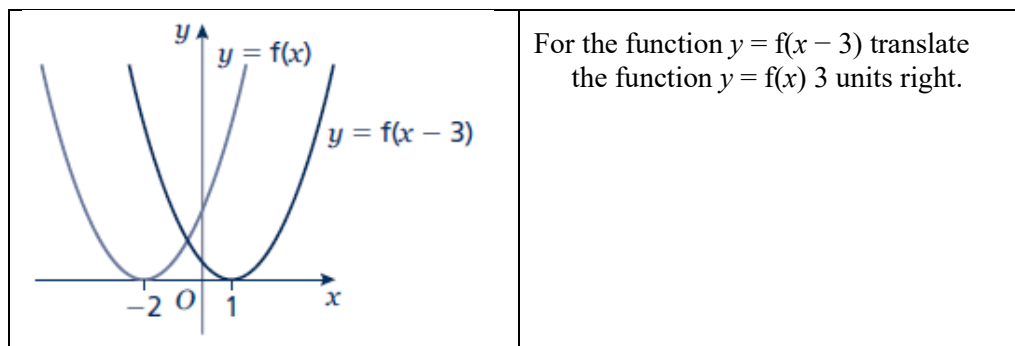 y
y = f(x)
y = f(x − 3)
−2 O 1 x
For the function y = f(x − 3) translate
the function y = f(x) 3 units right.